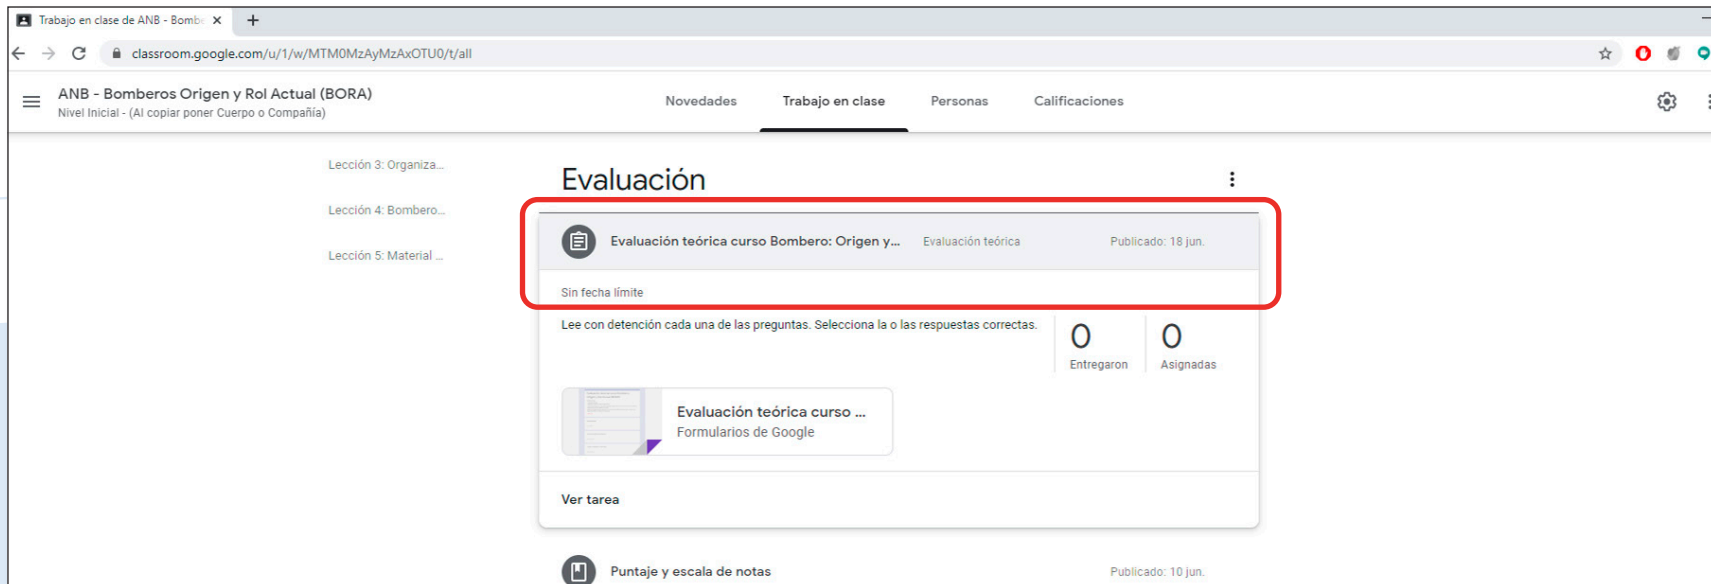 Trabajo en clase de ANB - Bomb
classroom.google.com/u/1/w/MTM0MzAyMzAxOTU0/t/all
ANB - Bomberos Origen y Rol Actual (BORA)
Nivel Inicial - (Al copiar poner Cuerpo o Compañía)
Novedades Trabajo en clase Personas Calificaciones
Lección 3: Organiza...
Lección 4: Bombero...
Lección 5: Material ...
Evaluación
Evaluación teórica curso Bombero: Origen y... Evaluación teórica Publicado: 18 jun.
Sin fecha límite
Lee con detención cada una de las preguntas. Selecciona la o las respuestas correctas.
0 0
Entregaron Asignadas
Evaluación teórica curso ...
Formularios de Google
Ver tarea
Puntaje y escala de notas Publicado: 10 jun.